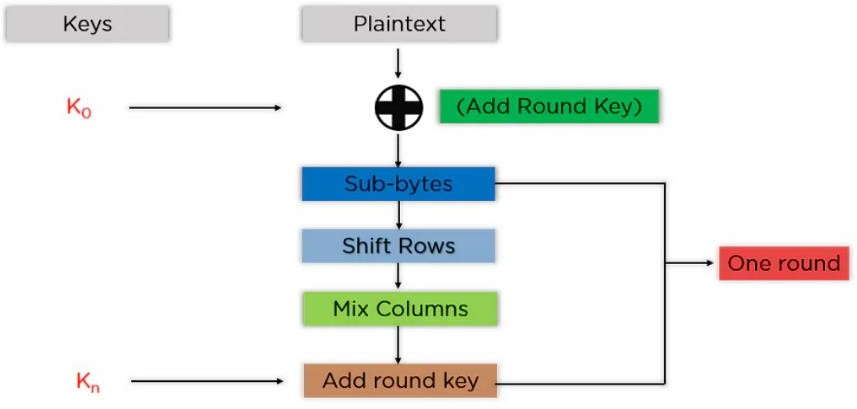 Keys
Plaintext
K₀
(Add Round Key)
Sub-bytes
Shift Rows
One round
Mix Columns
Kₙ
Add round key